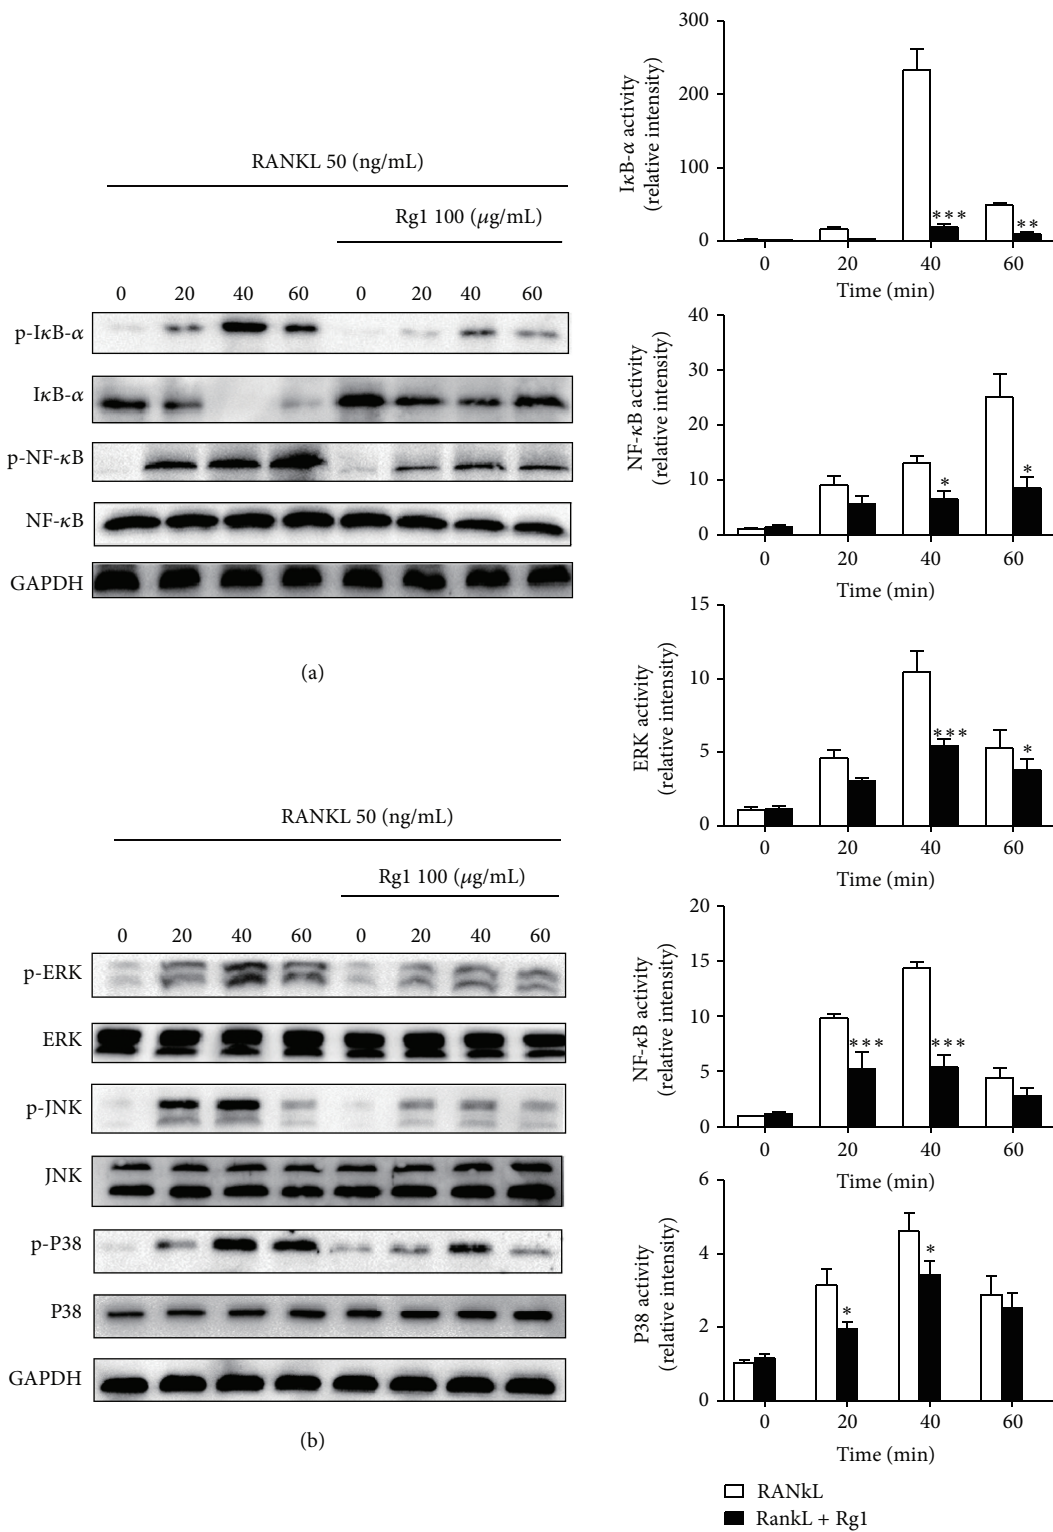 RANKL 50 (ng/mL)
Rg1 100 (μg/mL)
0 20 40 60 0 20 40 60
p-IκB-α
IκB-α
p-NF-κB
NF-κB
GAPDH
(a)
RANKL 50 (ng/mL)
Rg1 100 (μg/mL)
0 20 40 60 0 20 40 60
p-ERK
ERK
p-JNK
JNK
p-P38
P38
GAPDH
(b)
IκB-α activity
(relative intensity)
300
200
100
0
***
**
0 20 40 60
Time (min)
NF-κB activity
(relative intensity)
40
30
20
10
0
*
*
0 20 40 60
Time (min)
ERK activity
(relative intensity)
15
10
5
0
***
*
0 20 40 60
Time (min)
NF-κB activity
(relative intensity)
20
15
10
5
0
***
***
0 20 40 60
Time (min)
P38 activity
(relative intensity)
6
4
2
0
*
*
0 20 40 60
Time (min)
RANkL
RankL + Rg1